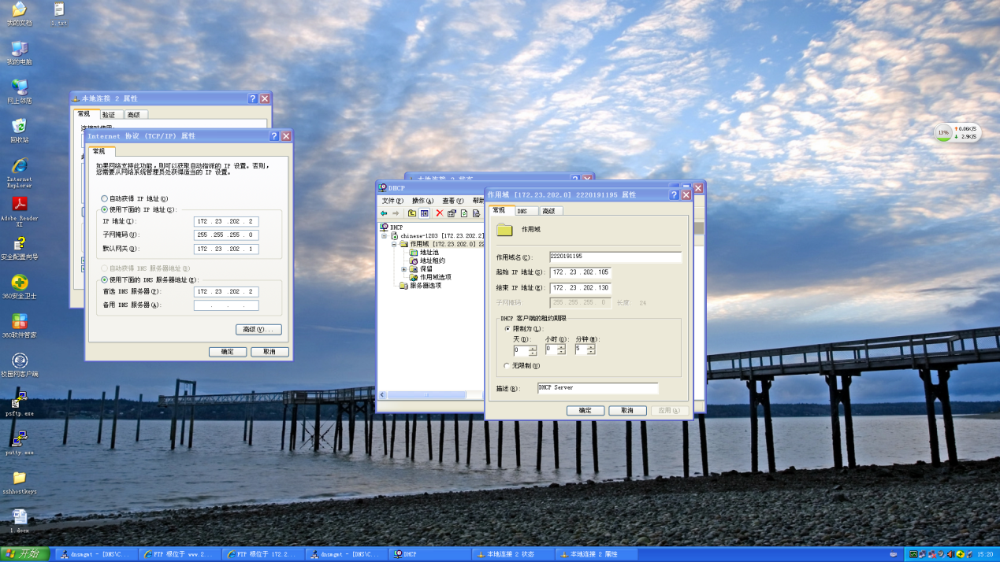 我的文档
1.txt
我的电脑
网上邻居
回收站
Internet
Explorer
Adobe Reader
XI
安全配置向导
360安全卫士
360软件管家
校园网客户端
psftp.exe
putty.exe
sshhostkeys
1.docx
本地连接 2 属性
常规
验证
高级
Internet 协议 (TCP/IP) 属性
常规
如果网络支持此功能,则可以获取自动指派的 IP 设置。否则,
您需要从网络系统管理员处获得适当的 IP 设置。
自动获得 IP 地址(O)
使用下面的 IP 地址(S):
IP 地址(I): 172 . 23 .202 . 2
子网掩码(U): 255 .255 .255 . 0
默认网关(D): 172 . 23 .202 . 1
自动获得 DNS 服务器地址(B)
使用下面的 DNS 服务器地址(E):
首选 DNS 服务器(P): 172 . 23 .202 . 2
备用 DNS 服务器(A): . . .
高级(V)...
确定
取消
本地连接 2 状态
DHCP
文件(F) 操作(A) 查看(V) 帮助
DHCP
chinese-1203 [172.23.202.2]
作用域 [172.23.202.0] 22
地址池
地址租约
保留
作用域选项
服务器选项
作用域 [172.23.202.0] 2220191195 属性
常规
DNS
高级
作用域
作用域名(C): 2220191195
起始 IP 地址(S): 172 . 23 .202 .105
结束 IP 地址(E): 172 . 23 .202 .130
子网掩码: 255 .255 .255 . 0 长度: 24
DHCP 客户端的租约期限
限制为(L):
天(D): 小时(O): 分钟(M):
0 0 5
无限制(U)
描述(R): DHCP Server
确定
取消
应用(A)
13%
0.06K/S
2.9K/S
开始
dnsmgmt - [DNS\C...
FTP 根位于 www.2...
FTP 根位于 172.2...
dnsmgmt - [DNS\C...
DHCP
本地连接 2 状态
本地连接 2 属性
15:20